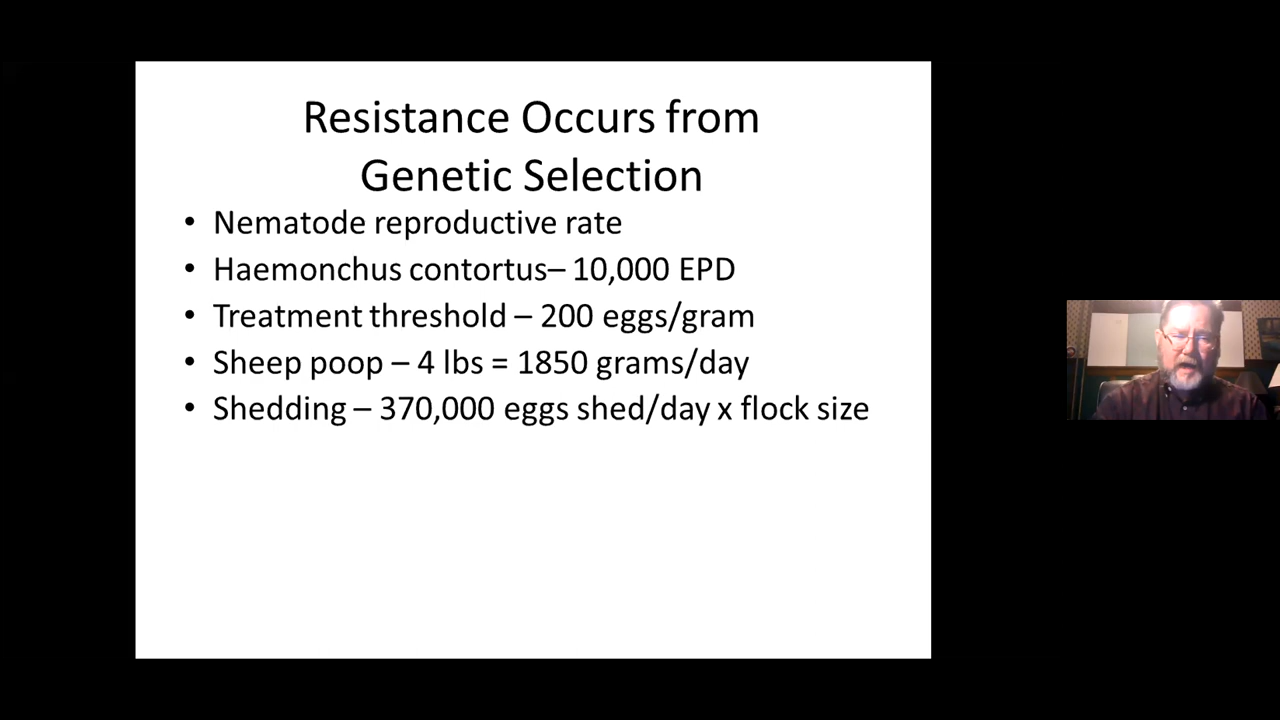 Resistance Occurs from
Genetic Selection
• Nematode reproductive rate
• Haemonchus contortus– 10,000 EPD
• Treatment threshold – 200 eggs/gram
• Sheep poop – 4 lbs = 1850 grams/day
• Shedding – 370,000 eggs shed/day x flock size